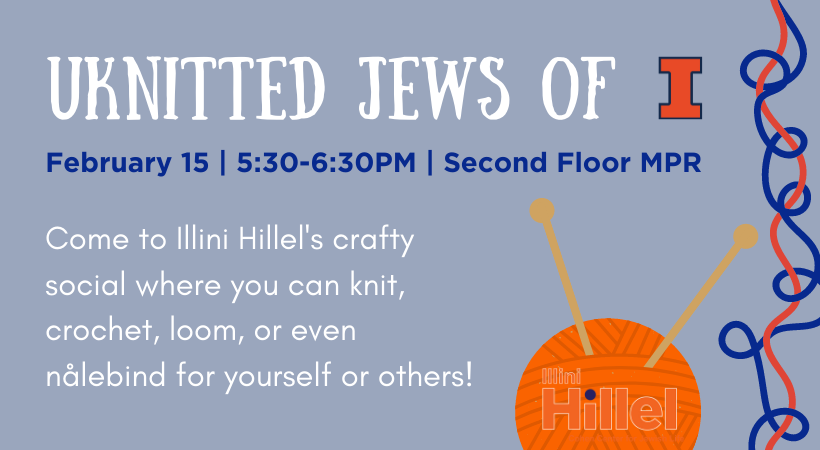 UKNITTED JEWS OF I
February 15 | 5:30-6:30PM | Second Floor MPR
Come to Illini Hillel's crafty
social where you can knit,
crochet, loom, or even
nålebind for yourself or others!
Illini
Hillel